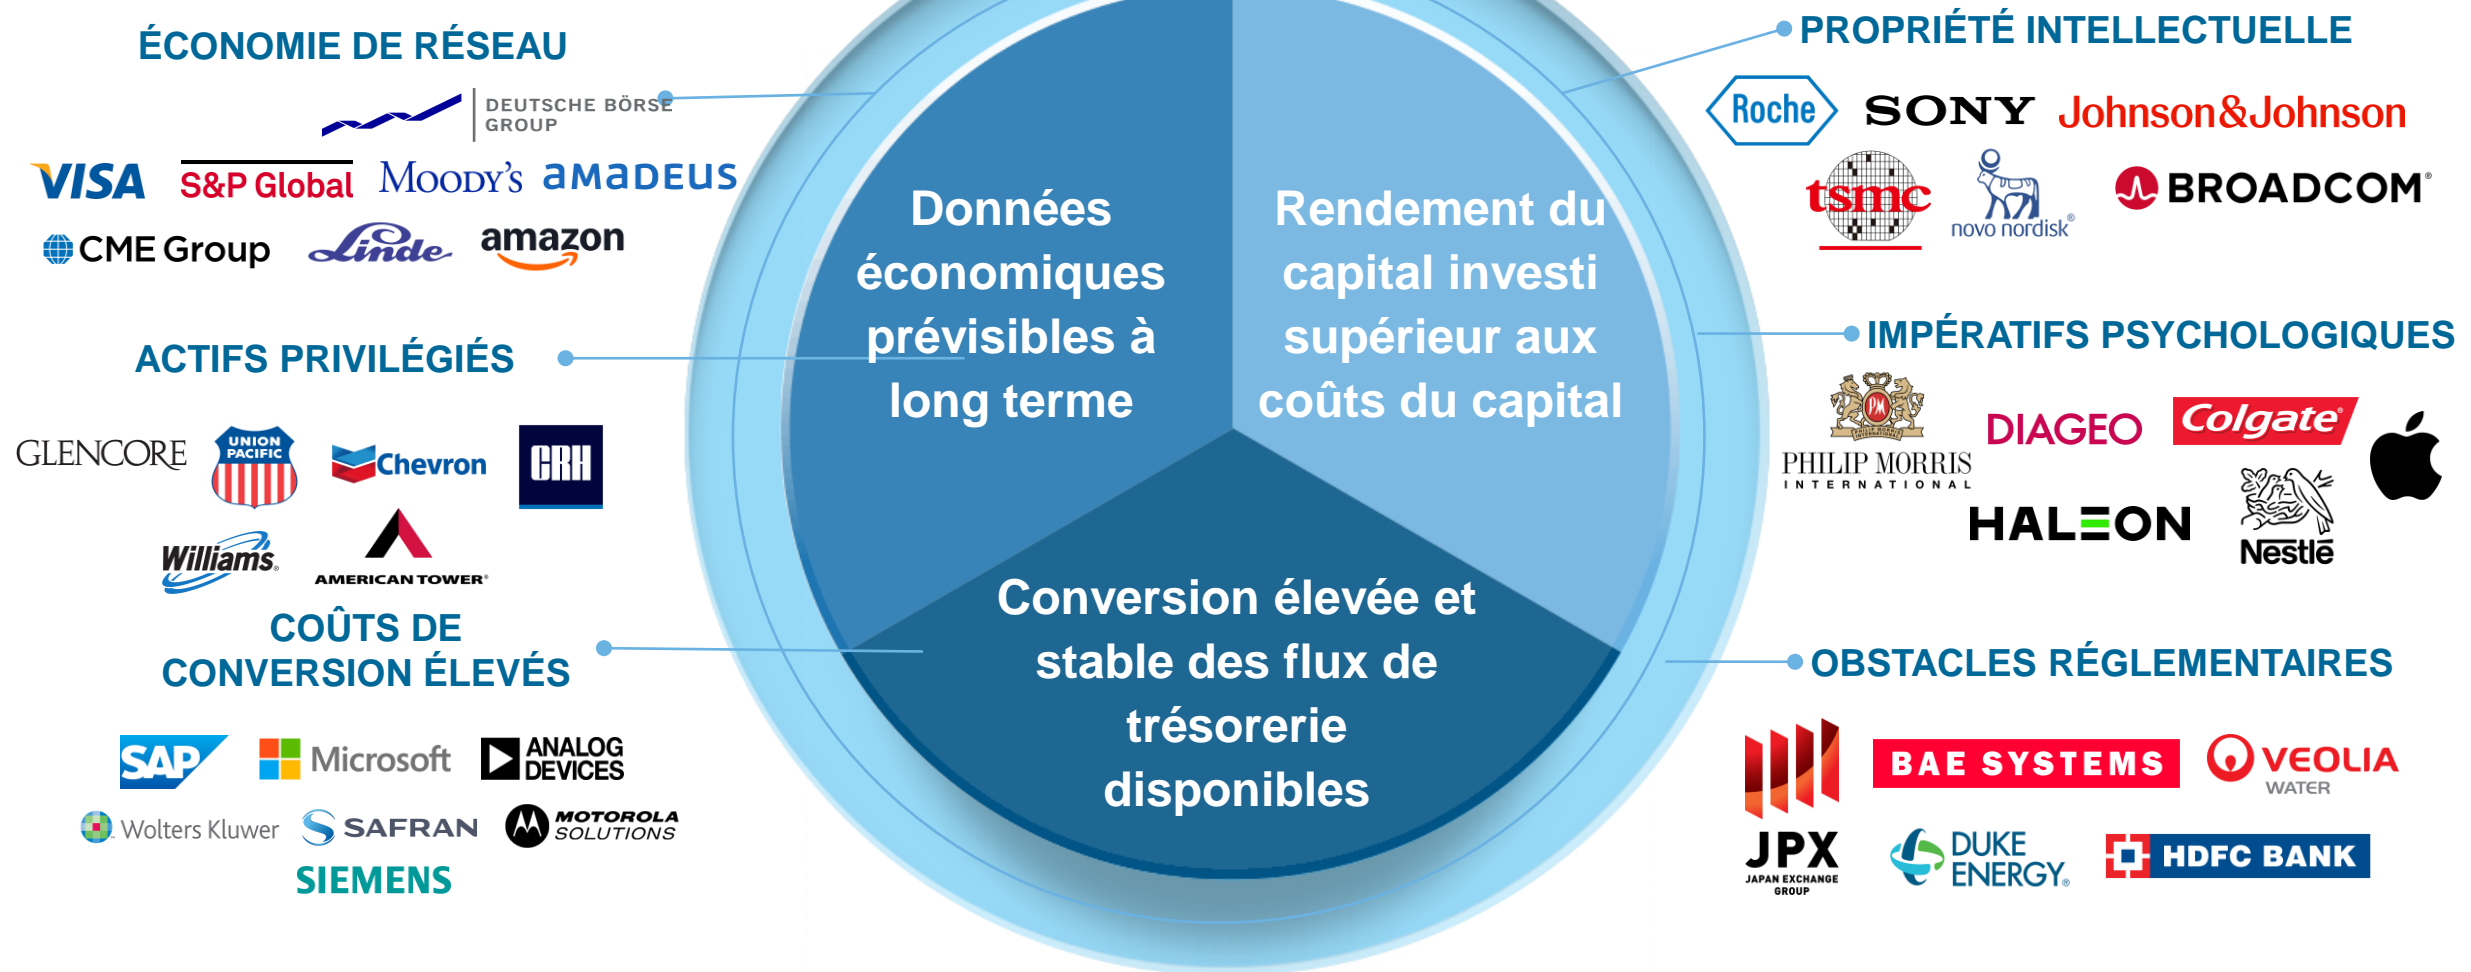 ÉCONOMIE DE RÉSEAU
DEUTSCHE BÖRSE
GROUP
VISA
S&P Global
MOODY'S
amadeus
CME Group
Linde
amazon
ACTIFS PRIVILÉGIÉS
GLENCORE
UNION
PACIFIC
Chevron
CRH
Williams®
AMERICAN TOWER®
COÛTS DE
CONVERSION ÉLEVÉS
SAP
Microsoft
ANALOG
DEVICES
Wolters Kluwer
SAFRAN
MOTOROLA
SOLUTIONS
SIEMENS
Données
économiques
prévisibles à
long terme
Rendement du
capital investi
supérieur aux
coûts du capital
Conversion élevée et
stable des flux de
trésorerie
disponibles
PROPRIÉTÉ INTELLECTUELLE
Roche
SONY
Johnson&Johnson
tsmc
novo nordisk®
BROADCOM®
IMPÉRATIFS PSYCHOLOGIQUES
PM
PHILIP MORRIS
INTERNATIONAL
PHILIP MORRIS
INTERNATIONAL
DIAGEO
Colgate®
HALEON
Nestlé
OBSTACLES RÉGLEMENTAIRES
JPX
JAPAN EXCHANGE
GROUP
BAE SYSTEMS
VEOLIA
WATER
DUKE
ENERGY®
HDFC BANK